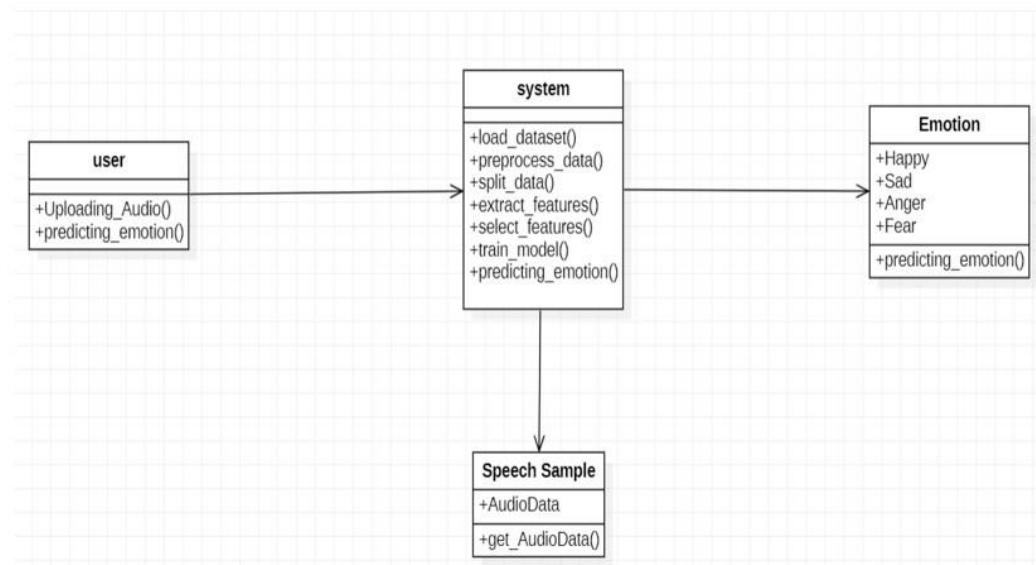 user
+Uploading_Audio()
+predicting_emotion()
system
+load_dataset()
+preprocess_data()
+split_data()
+extract_features()
+select_features()
+train_model()
+predicting_emotion()
Emotion
+Happy
+Sad
+Anger
+Fear
+predicting_emotion()
Speech Sample
+AudioData
+get_AudioData()